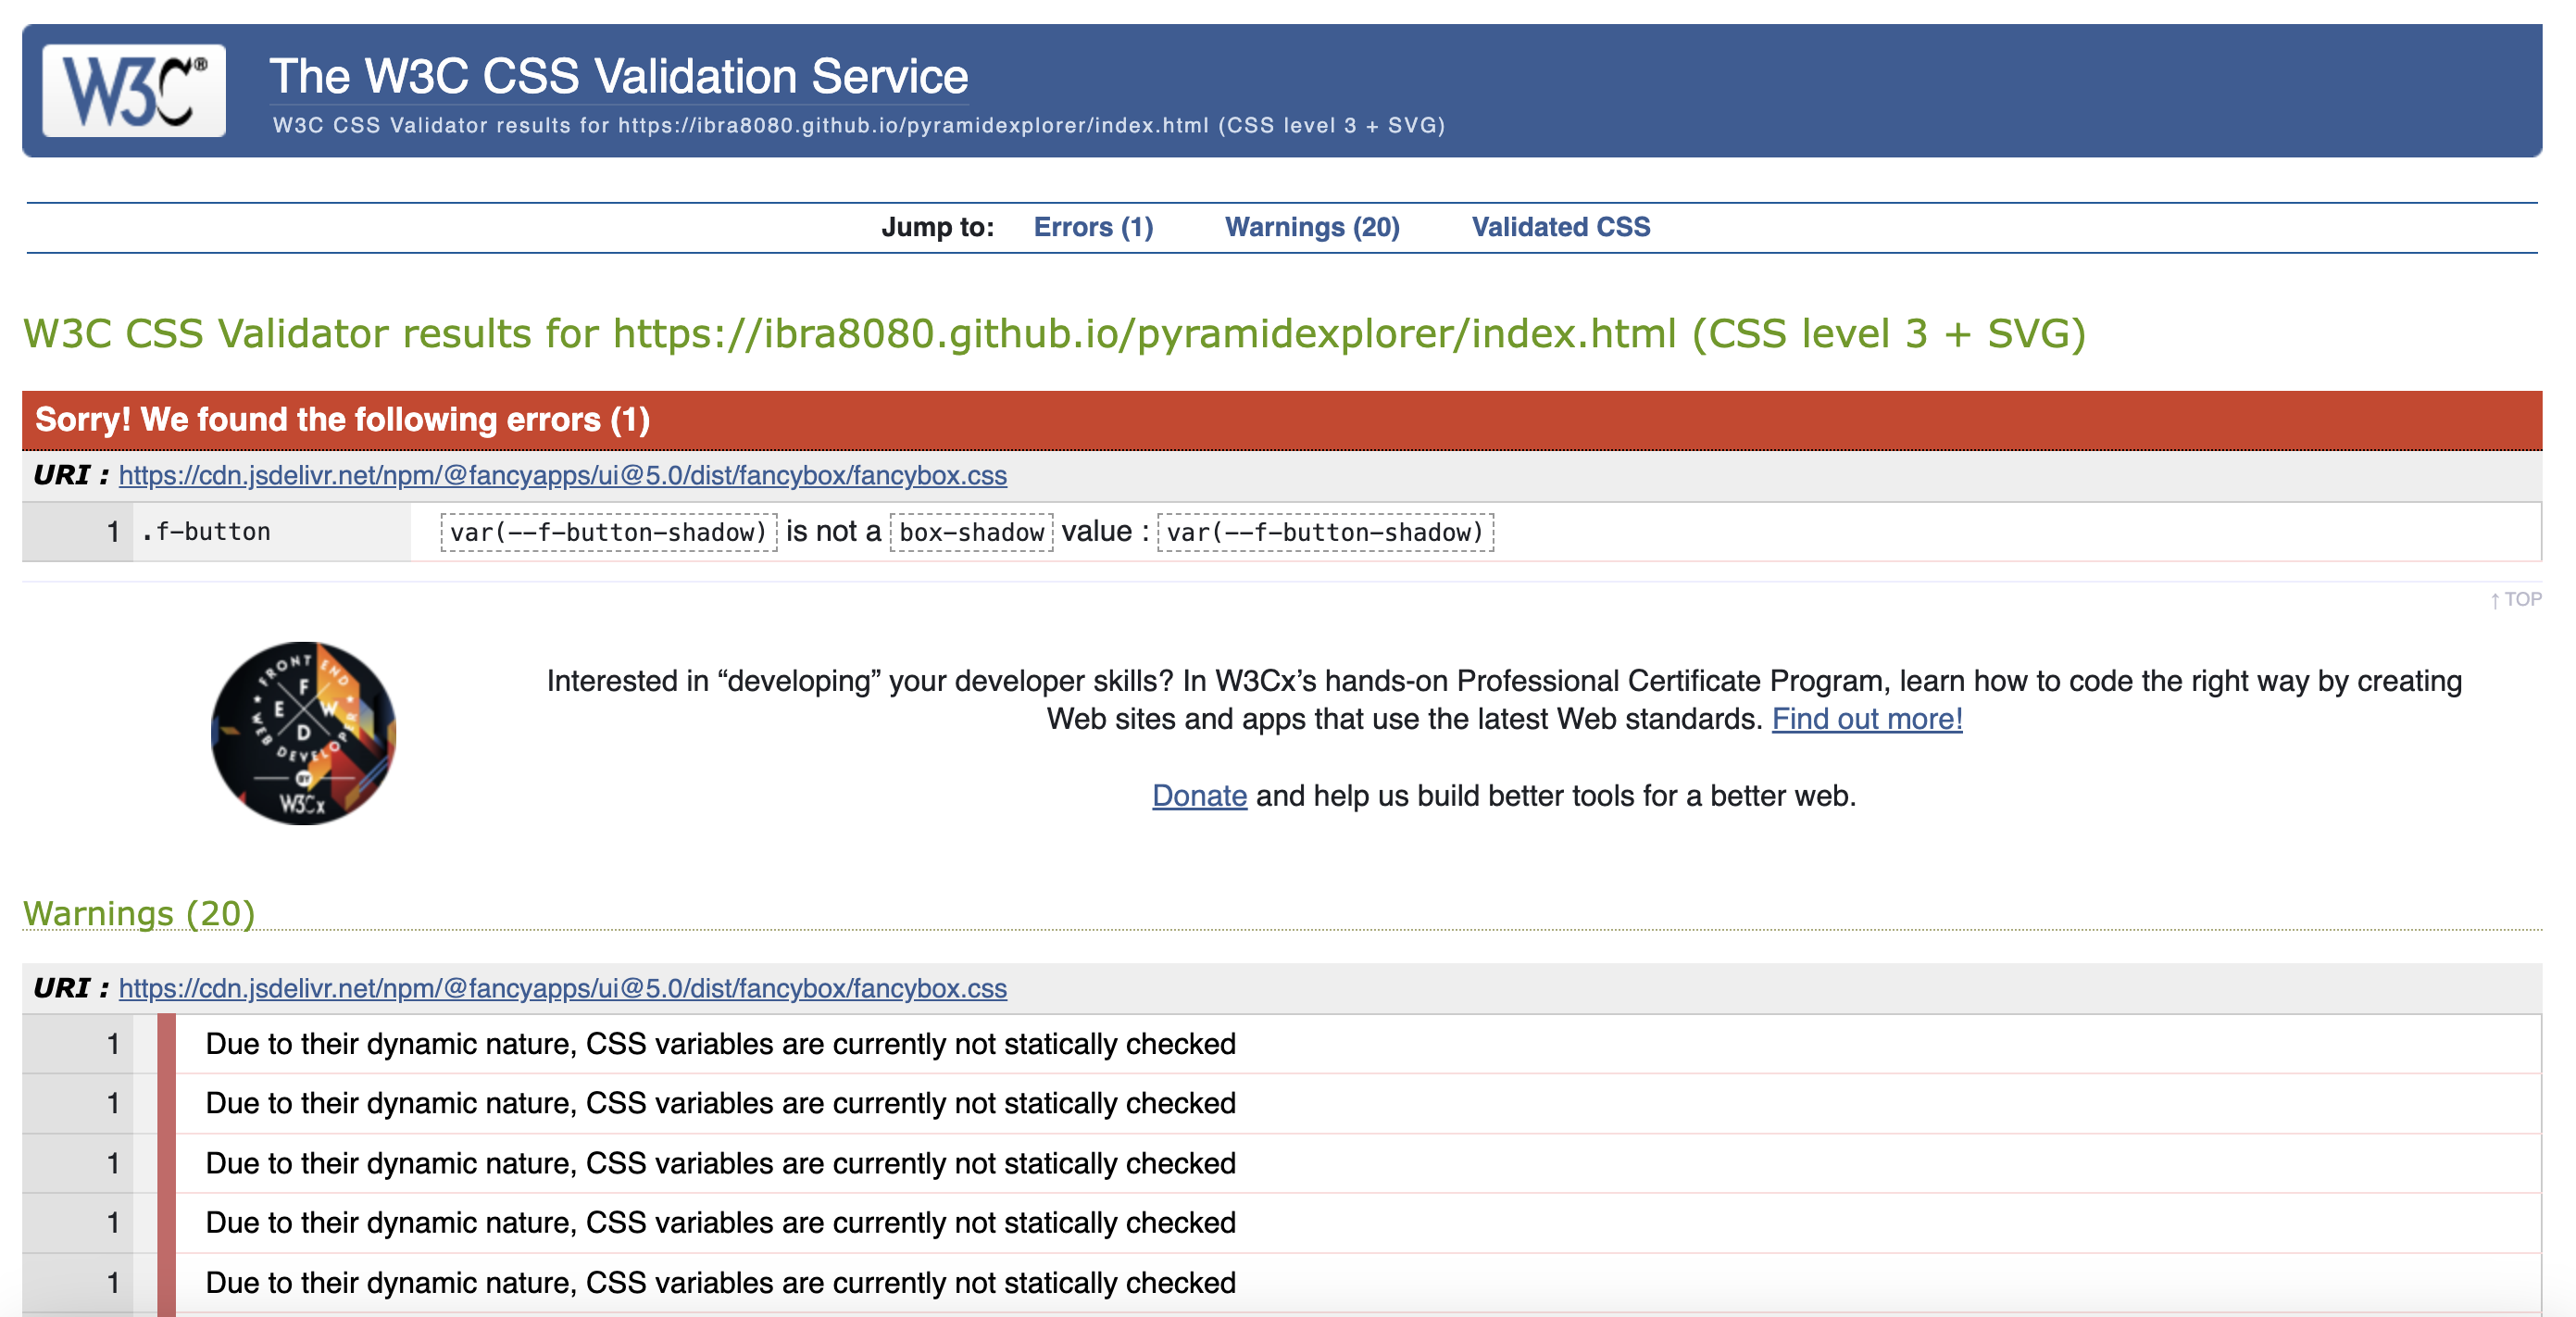 W3C®
The W3C CSS Validation Service
W3C CSS Validator results for https://ibra8080.github.io/pyramidexplorer/index.html (CSS level 3 + SVG)
Jump to: Errors (1) Warnings (20) Validated CSS
W3C CSS Validator results for https://ibra8080.github.io/pyramidexplorer/index.html (CSS level 3 + SVG)
Sorry! We found the following errors (1)
URI : https://cdn.jsdelivr.net/npm/@fancyapps/ui@5.0/dist/fancybox/fancybox.css
1 .f-button var(--f-button-shadow) is not a box-shadow value : var(--f-button-shadow)
↑ TOP
FRONT END
F
E W
D
WEB DEVELOPER
BY
W3Cx
Interested in “developing” your developer skills? In W3Cx’s hands-on Professional Certificate Program, learn how to code the right way by creating
Web sites and apps that use the latest Web standards. Find out more!
Donate and help us build better tools for a better web.
Warnings (20)
URI : https://cdn.jsdelivr.net/npm/@fancyapps/ui@5.0/dist/fancybox/fancybox.css
1 Due to their dynamic nature, CSS variables are currently not statically checked
1 Due to their dynamic nature, CSS variables are currently not statically checked
1 Due to their dynamic nature, CSS variables are currently not statically checked
1 Due to their dynamic nature, CSS variables are currently not statically checked
1 Due to their dynamic nature, CSS variables are currently not statically checked